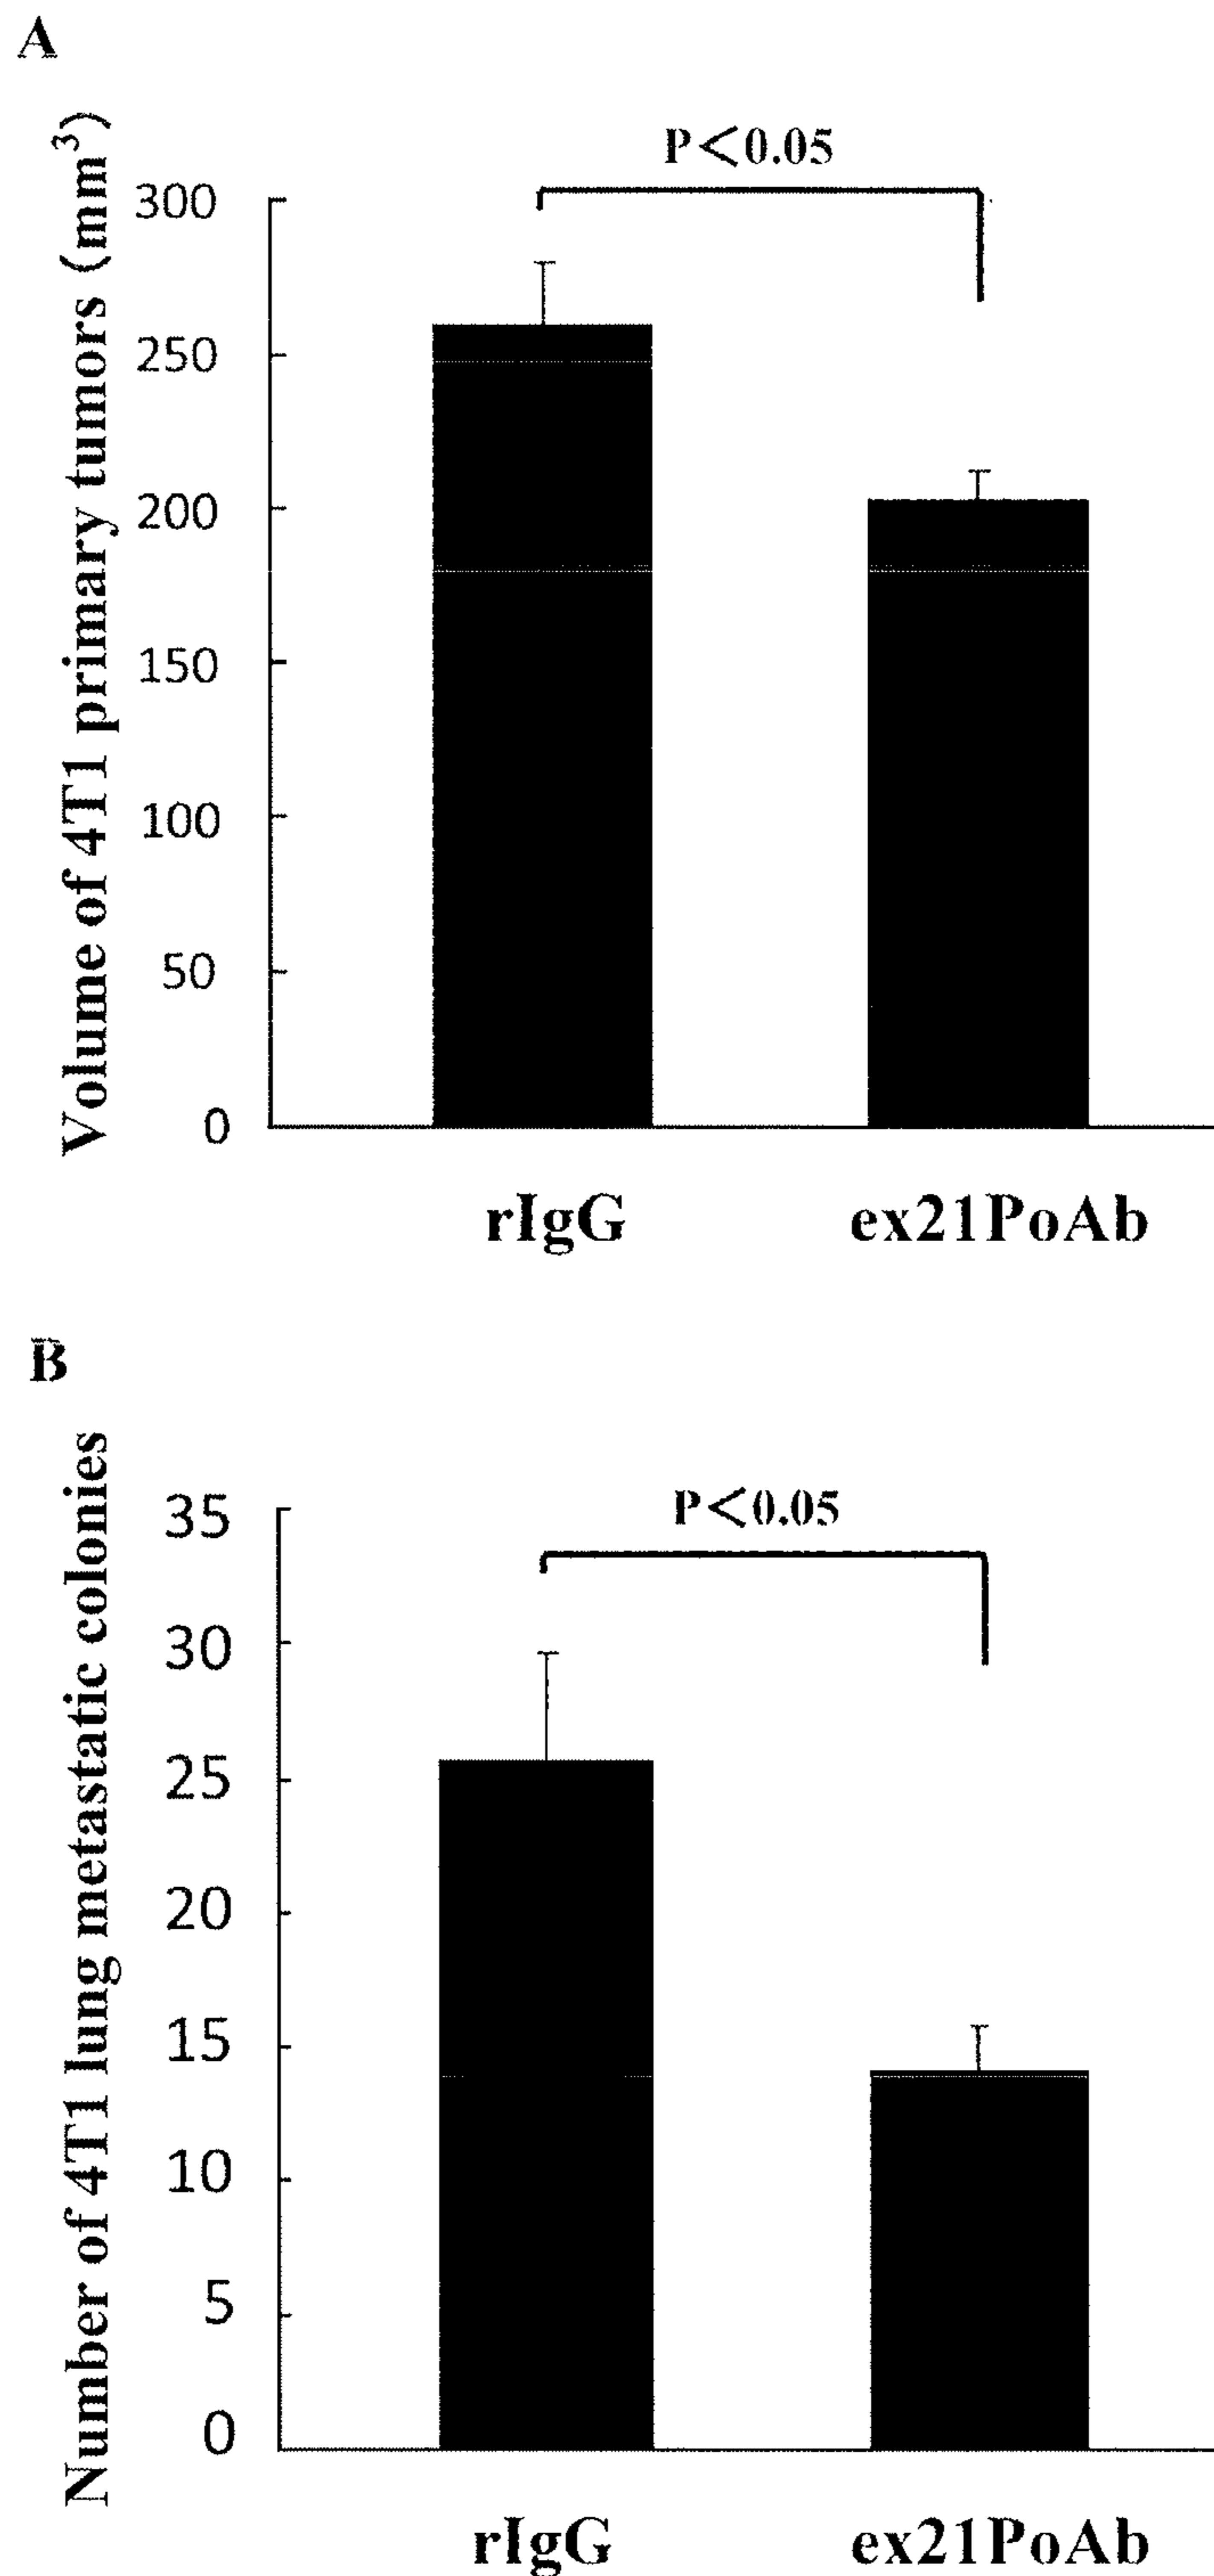 A
P<0.05
Volume of 4T1 primary tumors (mm³)
300
250
200
150
100
50
0
rIgG
ex21PoAb
B
P<0.05
Number of 4T1 lung metastatic colonies
35
30
25
20
15
10
5
0
rIgG
ex21PoAb